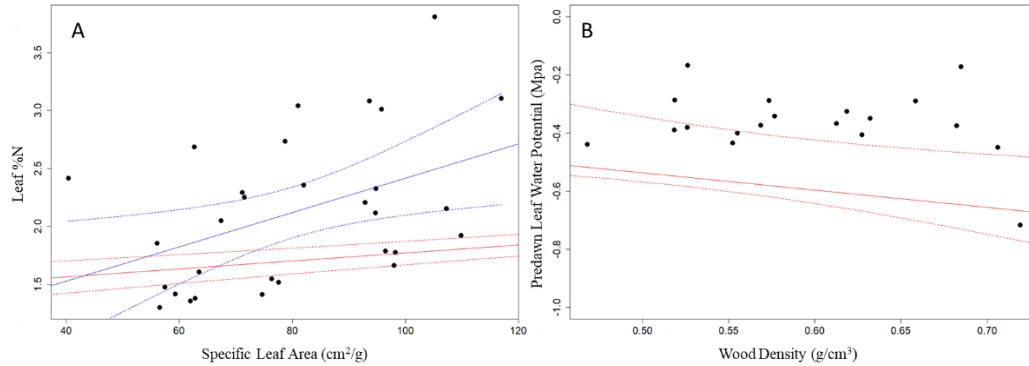 A
Leaf %N
3.5
3.0
2.5
2.0
1.5
40 60 80 100 120
Specific Leaf Area (cm²/g)
B
Predawn Leaf Water Potential (Mpa)
0.0
-0.2
-0.4
-0.6
-0.8
-1.0
0.50 0.55 0.60 0.65 0.70
Wood Density (g/cm³)